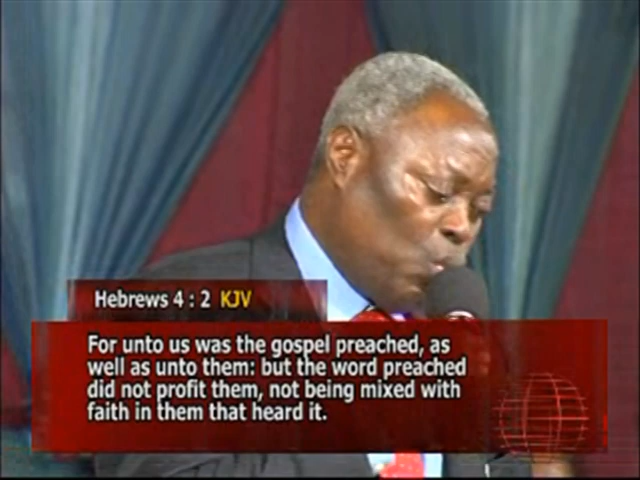 Hebrews 4 : 2 KJV
For unto us was the gospel preached, as
well as unto them: but the word preached
did not profit them, not being mixed with
faith in them that heard it.